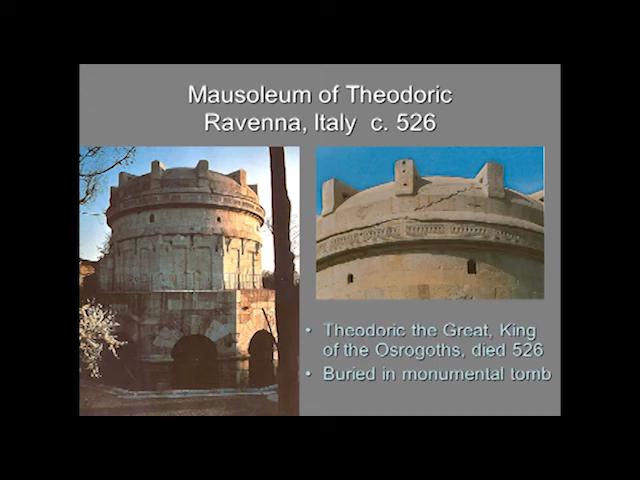 Mausoleum of Theodoric
Ravenna, Italy c. 526
• Theodoric the Great, King
of the Osrogoths, died 526
• Buried in monumental tomb